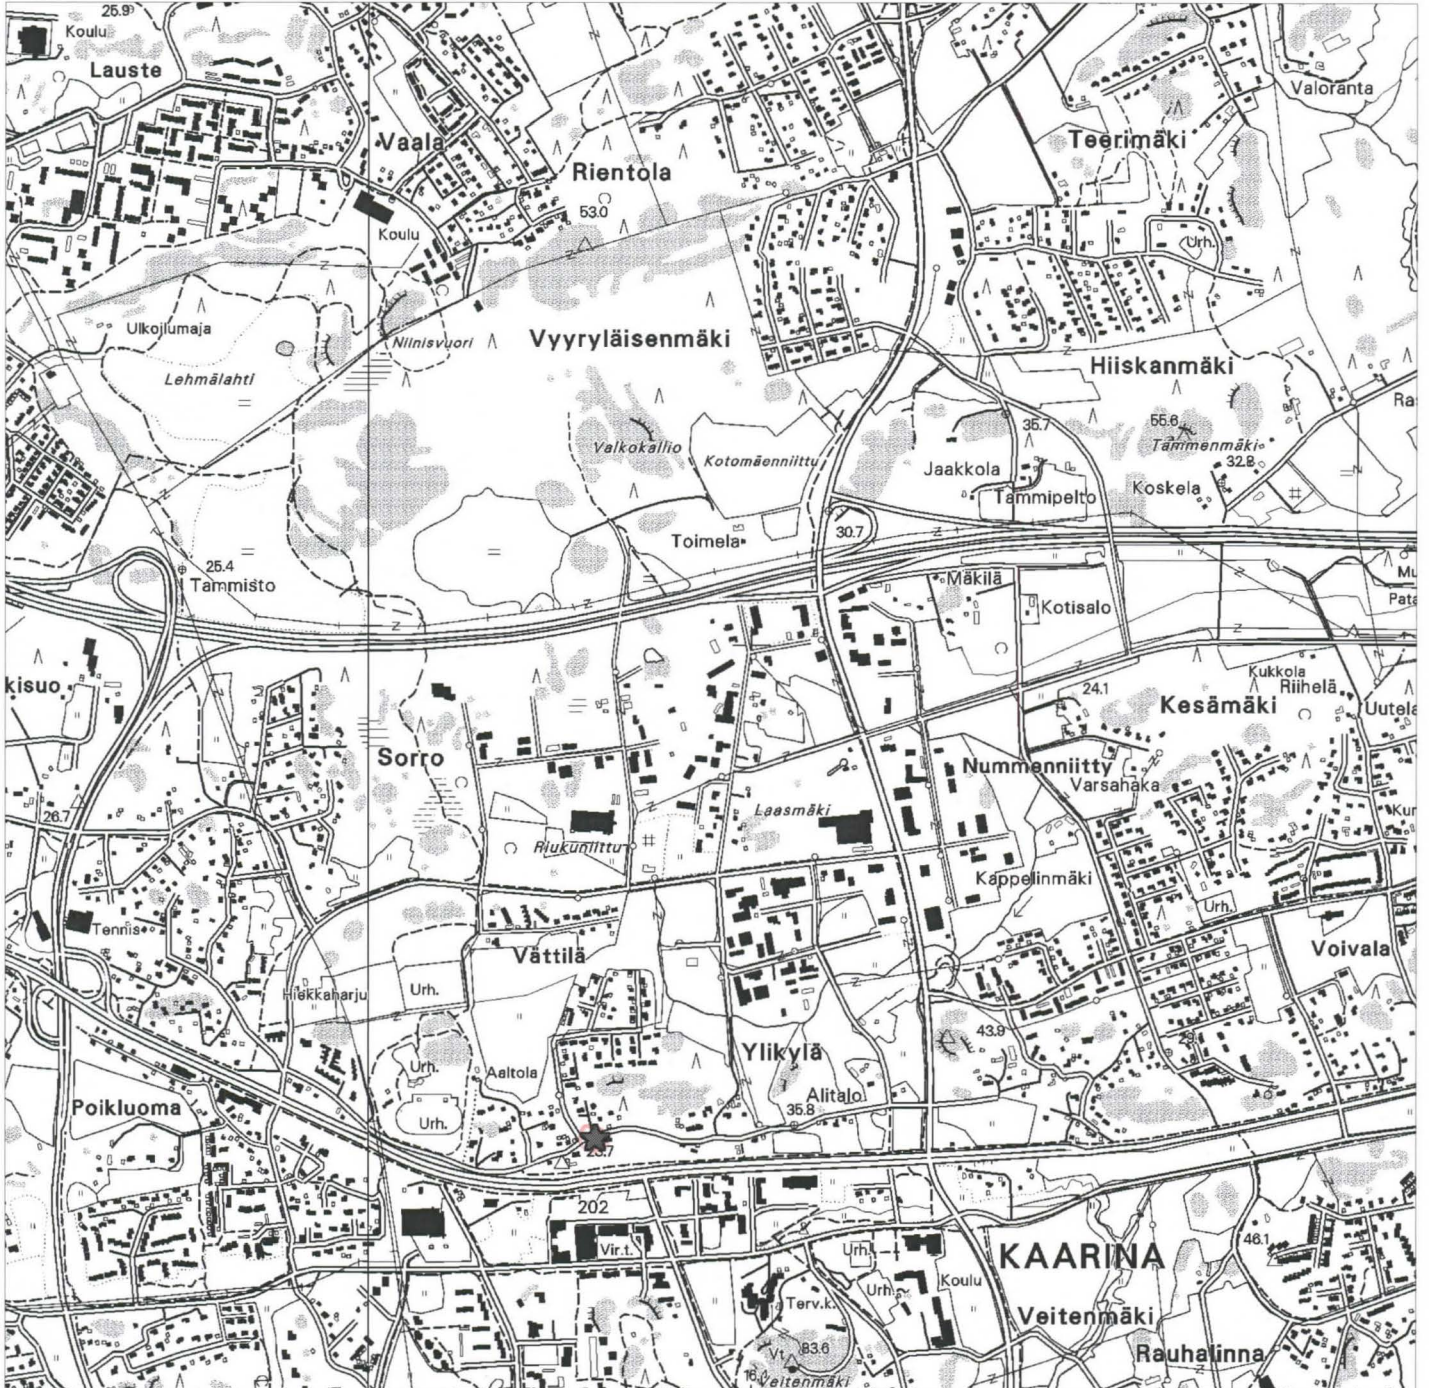 25.9
Koulu
Lauste
Valoranta
Vaala
Teerimäki
Rientola
53.0
Koulu
Urh.
Ulkoilumaja
Niinisvuori
Vyyryläisenmäki
Lehmälahti
Hiiskanmäki
35.7
55.6
Valkokallio
Kotomäenniittu
Tammenmäki
32.8
Jaakkola
Koskela
Tammipelto
30.7
Toimela
25.4
Tammisto
Mäkilä
Kotisalo
Kukkola
kisuo
24.1
Riihelä
Kesämäki
Uutela
Sorro
Nummenniitty
Varsahaka
Laasmäki
26.7
Riukuniittu
Kappelinmäki
Urh.
Tennis
Vättilä
Voivala
Hiekkaharju
Urh.
43.9
Ylikylä
Urh.
Aaltola
Alitalo
Poikluoma
35.8
Urh.
202
Vir.t.
Urh.
KAARINA
46.1
Urh.
Koulu
Terv.k.
Veitenmäki
83.6
Vt.
Rauhalinna
Veitenmäki